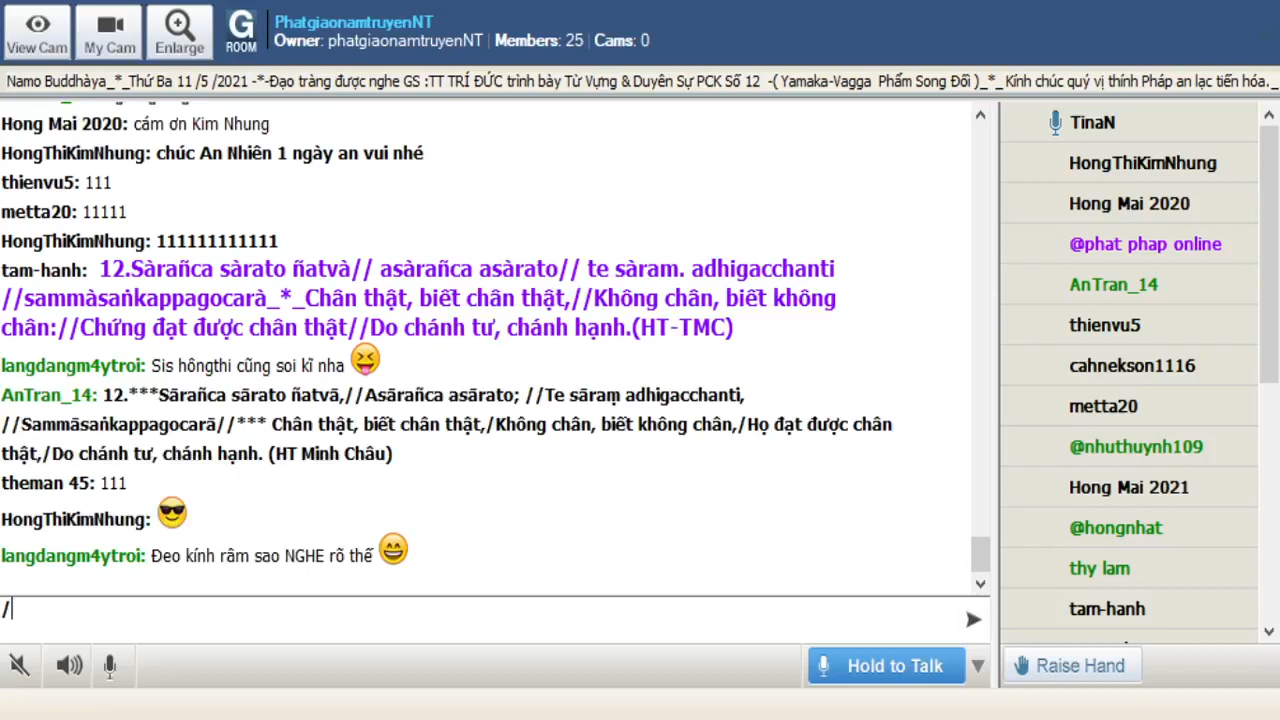 View Cam
My Cam
Enlarge
G
ROOM
PhatgiaonamtruyenNT
Owner: phatgiaonamtruyenNT | Members: 25 | Cams: 0
Namo Buddhàya_*_Thứ Ba 11 /5 /2021 -*-Đạo tràng được nghe GS :TT TRÍ ĐỨC trình bày Từ Vựng & Duyên Sự PCK Số 12 -( Yamaka-Vagga Phẩm Song Đối )_*_ Kính chúc quý vị thính Pháp an lạc tiến hóa._
Hong Mai 2020: cám ơn Kim Nhung
HongThiKimNhung: chúc An Nhiên 1 ngày an vui nhé
thienvu5: 111
metta20: 11111
HongThiKimNhung: 111111111111
tam-hanh: 12.Sàrañca sàrato ñatvà// asàrañca asàrato// te sàram. adhigacchanti
//sammàsaṅkappagocarà_*_Chân thật, biết chân thật,//Không chân, biết không
chân://Chứng đạt được chân thật//Do chánh tư, chánh hạnh.(HT-TMC)
langdangm4ytroi: Sis hôngthi cũng soi kĩ nha
AnTran_14: 12.***Sārañca sārato ñatvā,//Asārañca asārato; //Te sāraṃ adhigacchanti,
//Sammāsaṅkappagocarā//*** Chân thật, biết chân thật,/Không chân, biết không chân,/Họ đạt được chân
thật,/Do chánh tư, chánh hạnh. (HT Minh Châu)
theman 45: 111
HongThiKimNhung:
langdangm4ytroi: Đeo kính râm sao NGHE rõ thế
/
Hold to Talk
TinaN
HongThiKimNhung
Hong Mai 2020
@phat phap online
AnTran_14
thienvu5
cahnekson1116
metta20
@nhuthuynh109
Hong Mai 2021
@hongnhat
thy lam
tam-hanh
Raise Hand